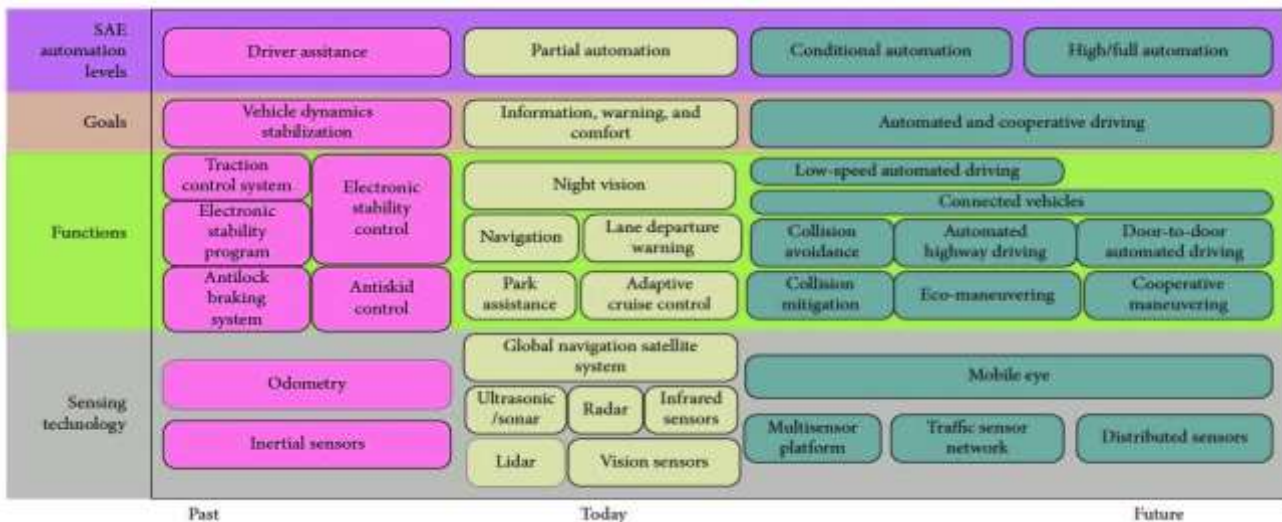 SAE
automation
levels
Driver assitance
Partial automation
Conditional automation
High/full automation
Goals
Vehicle dynamics
stabilization
Information, warning, and
comfort
Automated and cooperative driving
Functions
Traction
control system
Electronic
stability
control
Electronic
stability
program
Antilock
braking
system
Antiskid
control
Night vision
Navigation
Lane departure
warning
Park
assistance
Adaptive
cruise control
Low-speed automated driving
Connected vehicles
Collision
avoidance
Automated
highway driving
Door-to-door
automated driving
Collision
mitigation
Eco-maneuvering
Cooperative
maneuvering
Sensing
technology
Odometry
Inertial sensors
Global navigation satellite
system
Ultrasonic
/sonar
Radar
Infrared
sensors
Lidar
Vision sensors
Mobile eye
Multisensor
platform
Traffic sensor
network
Distributed sensors
Past
Today
Future